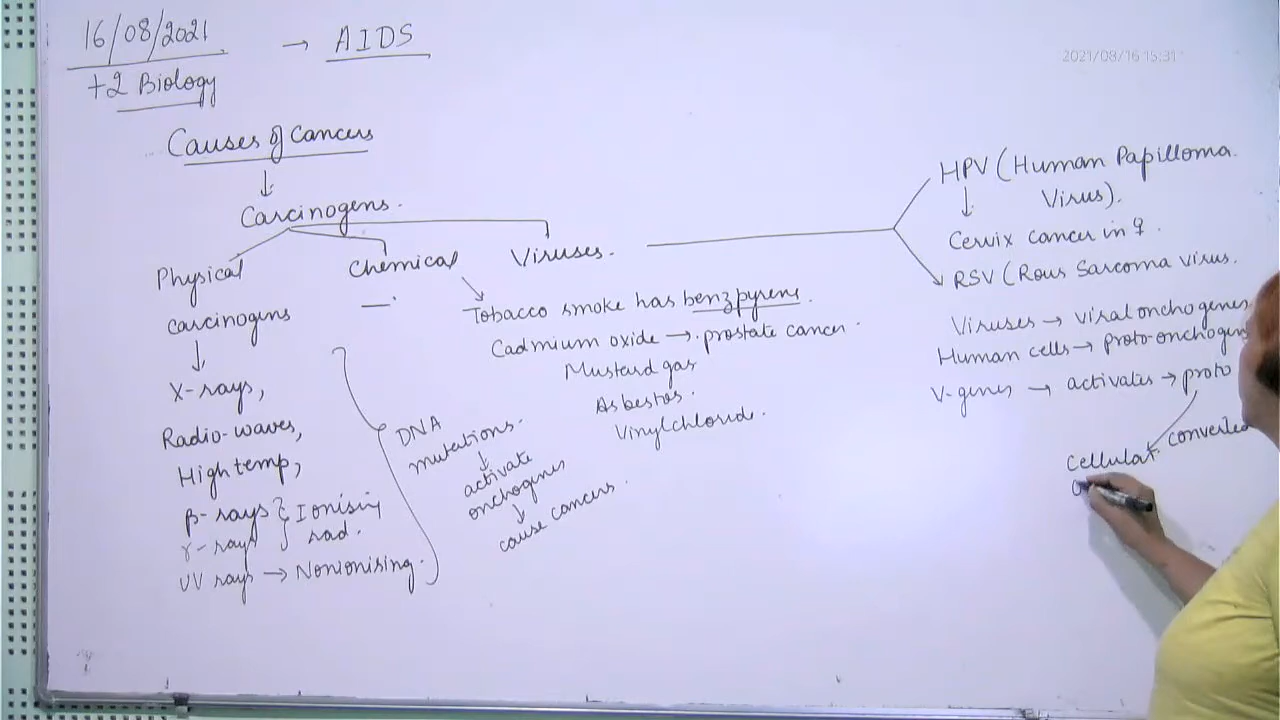 16/08/2021
→ AIDS
+2 Biology
2021/08/16 15:31
Causes of Cancers
↓
Carcinogens.
Physical
carcinogens
↓
X-rays,
Radio-waves,
High temp,
β-rays } Ionising
γ-rays } rad.
UV rays → Nonionising.
Chemical
Tobacco smoke has benzpyrens.
Cadmium oxide → prostate cancer.
Mustard gas
Asbestos.
Vinylchloride.
DNA
mutations.
↓
activate
onchogenes
↓
cause cancers.
Viruses.
HPV (Human Papilloma
Virus).
↓
Cervix cancer in ♀.
RSV (Rous Sarcoma Virus.
Viruses → viral onchogenes
Human cells → proto-onchogen
V-genes → activates → proto
converted
Cellular